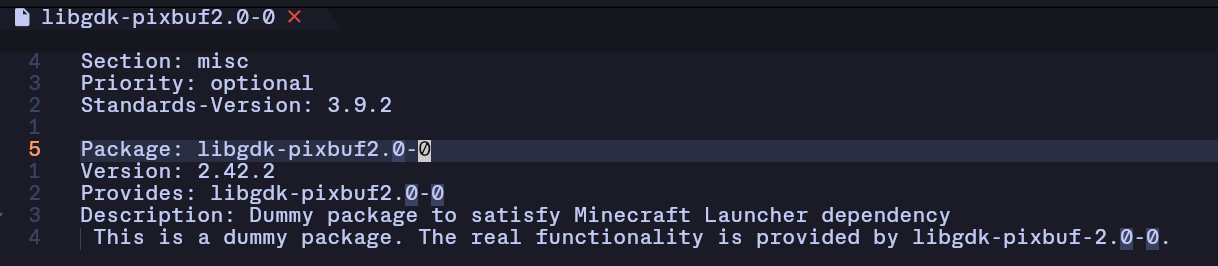 libgdk-pixbuf2.0-0 ×
4 Section: misc
3 Priority: optional
2 Standards-Version: 3.9.2
1
5 Package: libgdk-pixbuf2.0-0
1 Version: 2.42.2
2 Provides: libgdk-pixbuf2.0-0
3 Description: Dummy package to satisfy Minecraft Launcher dependency
4 This is a dummy package. The real functionality is provided by libgdk-pixbuf-2.0-0.